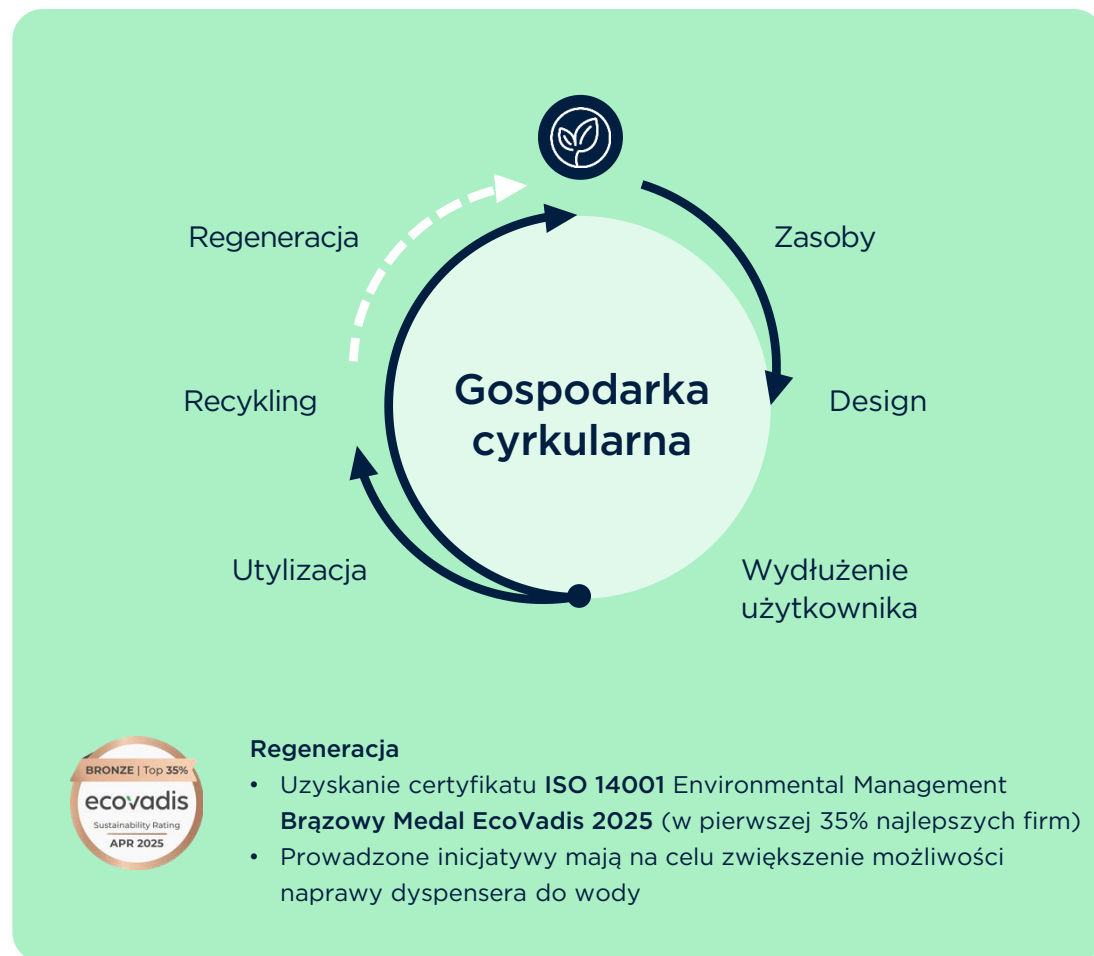 Regeneracja
Zasoby
Gospodarka
cyrkularna
Recykling
Design
Utylizacja
Wydłużenie
użytkownika
BRONZE | Top 35%
ecovadis
Sustainability Rating
APR 2025
Regeneracja
• Uzyskanie certyfikatu ISO 14001 Environmental Management
Brązowy Medal EcoVadis 2025 (w pierwszej 35% najlepszych firm)
• Prowadzone inicjatywy mają na celu zwiększenie możliwości
naprawy dyspensera do wody